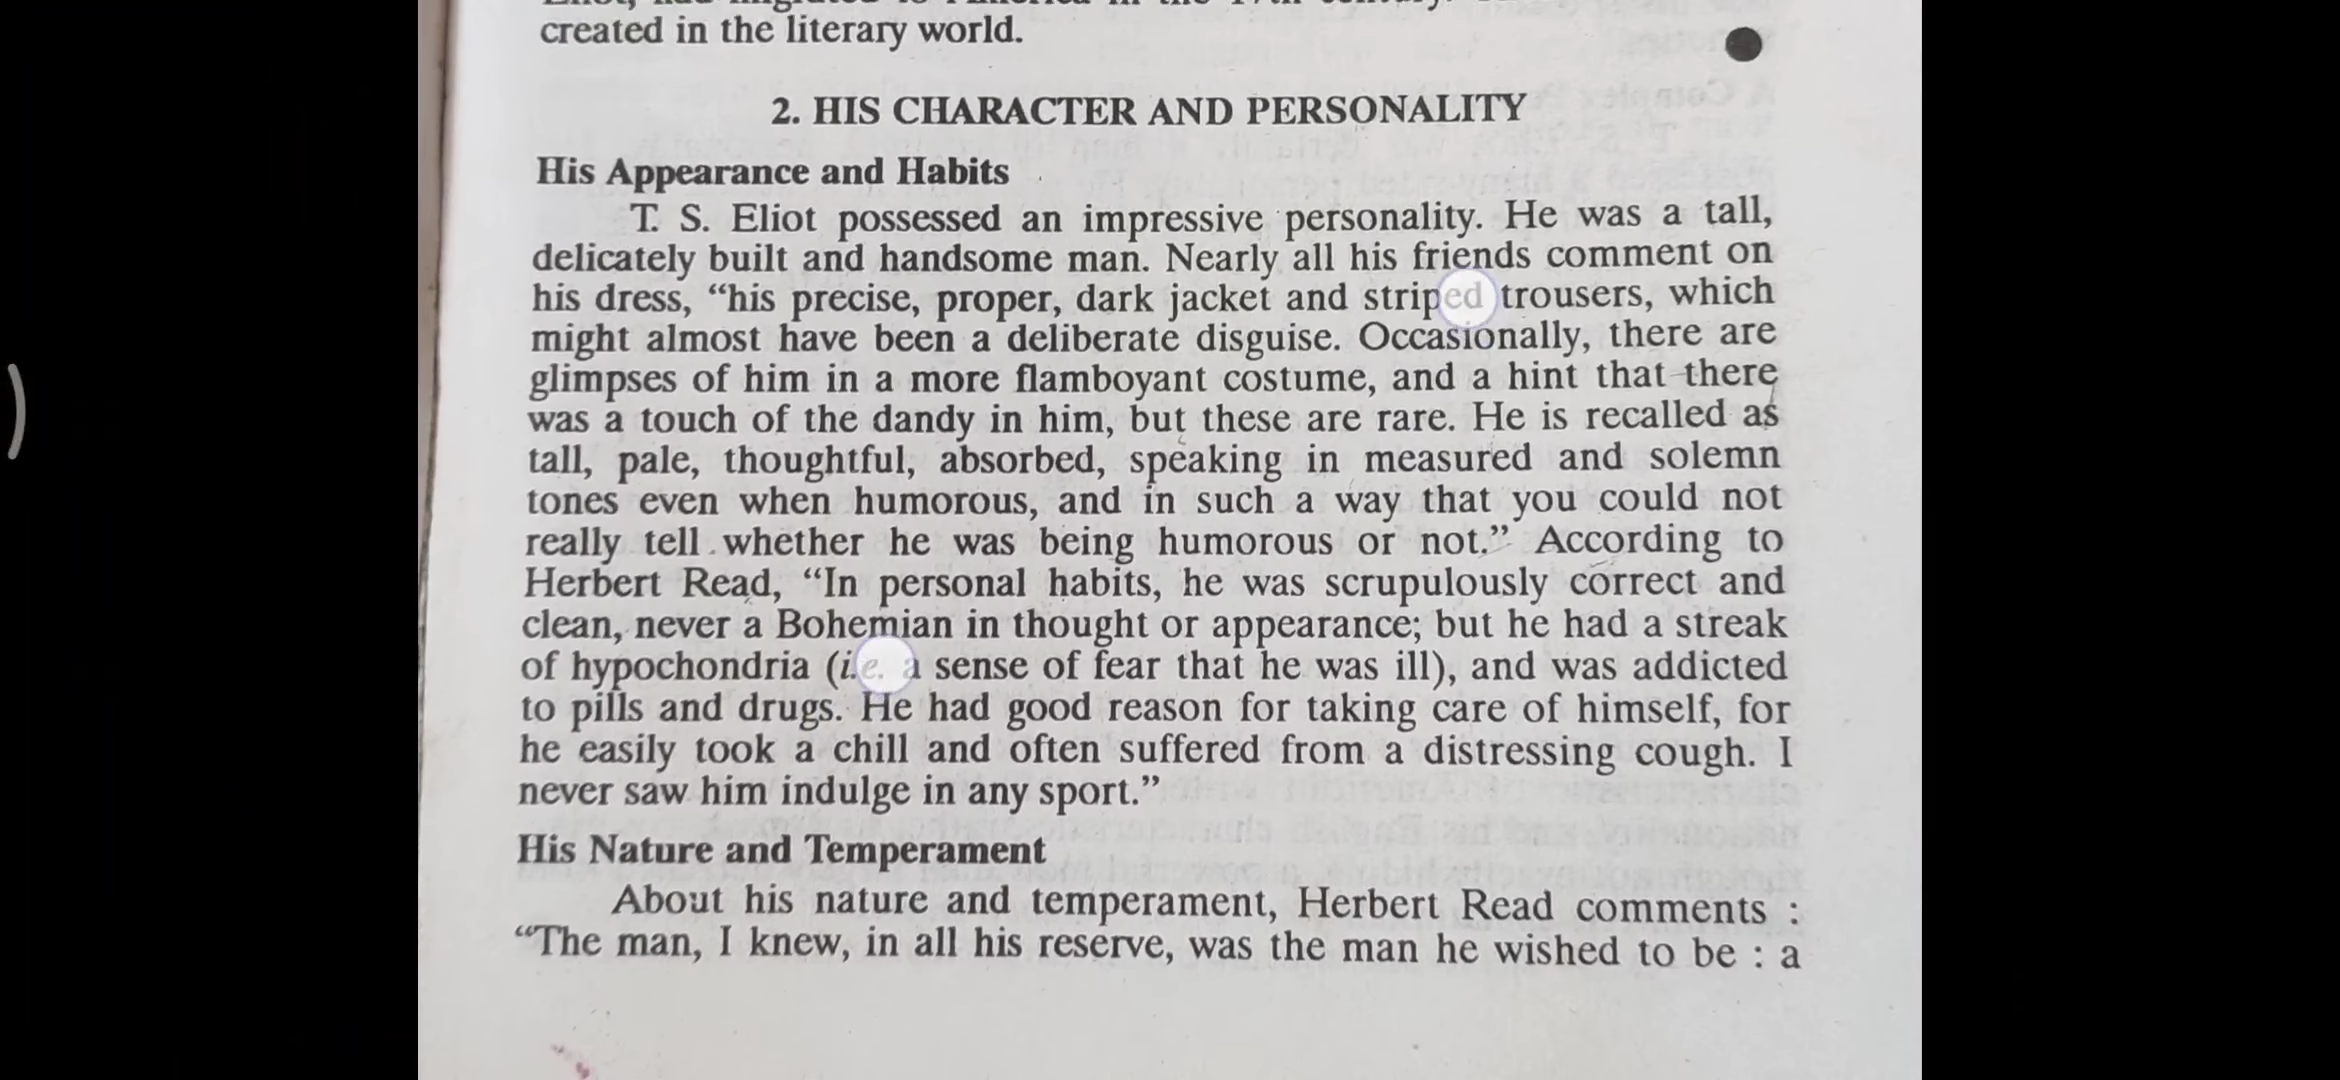 created in the literary world.
2. HIS CHARACTER AND PERSONALITY
His Appearance and Habits
T. S. Eliot possessed an impressive personality. He was a tall,
delicately built and handsome man. Nearly all his friends comment on
his dress, “his precise, proper, dark jacket and striped trousers, which
might almost have been a deliberate disguise. Occasionally, there are
glimpses of him in a more flamboyant costume, and a hint that there
was a touch of the dandy in him, but these are rare. He is recalled as
tall, pale, thoughtful, absorbed, speaking in measured and solemn
tones even when humorous, and in such a way that you could not
really tell whether he was being humorous or not.” According to
Herbert Read, “In personal habits, he was scrupulously correct and
clean, never a Bohemian in thought or appearance; but he had a streak
of hypochondria (i.e. a sense of fear that he was ill), and was addicted
to pills and drugs. He had good reason for taking care of himself, for
he easily took a chill and often suffered from a distressing cough. I
never saw him indulge in any sport.”
His Nature and Temperament
About his nature and temperament, Herbert Read comments :
“The man, I knew, in all his reserve, was the man he wished to be : a